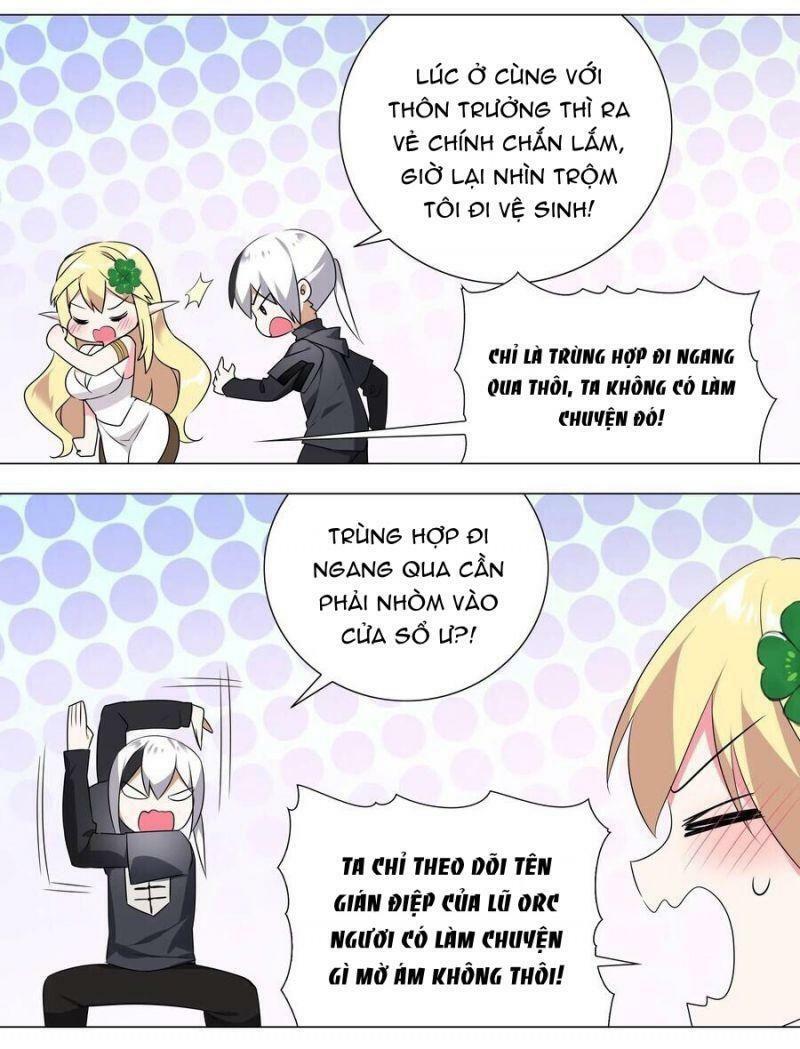 LÚC Ở CÙNG VỚI
THÔN TRƯỞNG THÌ RA
VẺ CHÍNH CHẮN LẮM,
GIỜ LẠI NHÌN TRỘM
TÔI ĐI VỆ SINH!
CHỈ LÀ TRÙNG HỢP ĐI NGANG
QUA THÔI, TA KHÔNG CÓ LÀM
CHUYỆN ĐÓ!
TRÙNG HỢP ĐI
NGANG QUA CẦN
PHẢI NHÒM VÀO
CỬA SỔ Ư?!
TA CHỈ THEO DÕI TÊN
GIÁN ĐIỆP CỦA LŨ ORC
NGƯƠI CÓ LÀM CHUYỆN
GÌ MỜ ÁM KHÔNG THÔI!